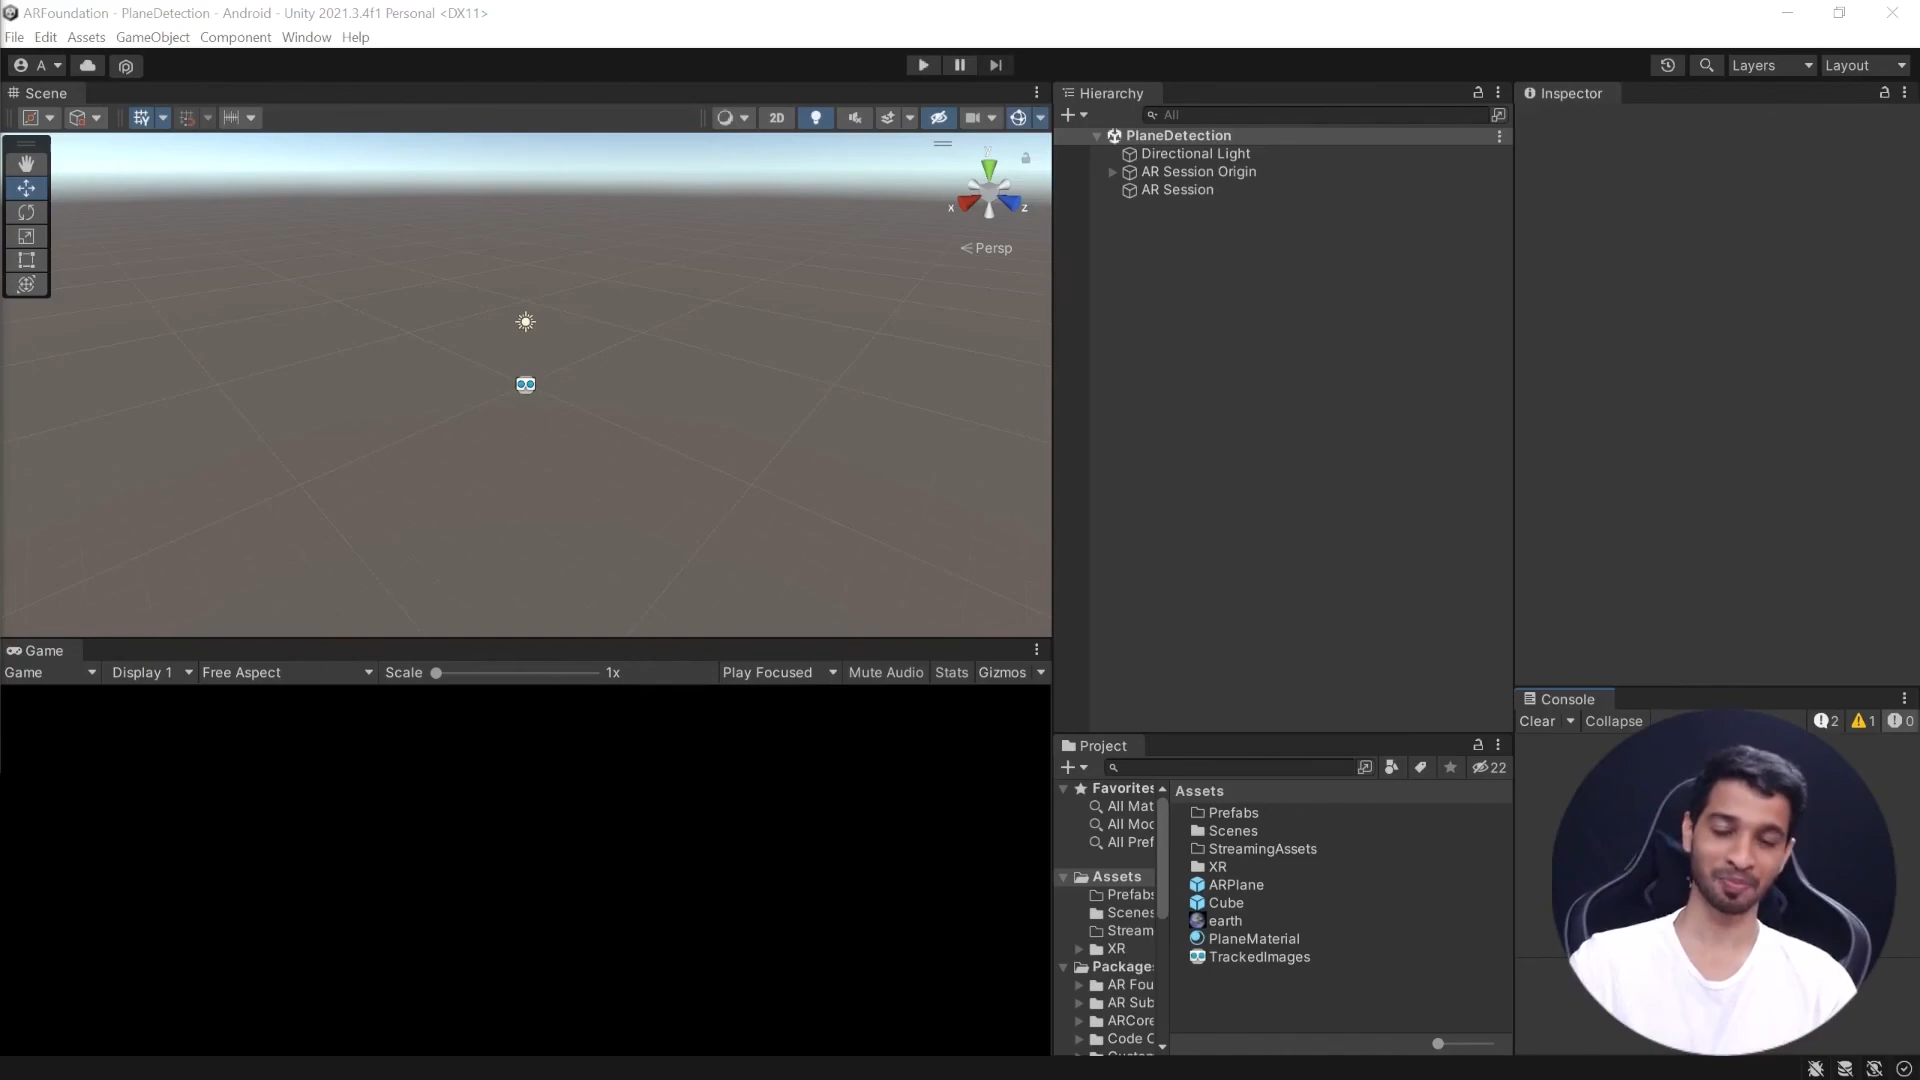 ARFoundation - PlaneDetection - Android - Unity 2021.3.4f1 Personal <DX11>
File Edit Assets GameObject Component Window Help
A Layers Layout
Scene
2D
y
x z
Persp
Game
Game Display 1 Free Aspect Scale 1x Play Focused Mute Audio Stats Gizmos
Hierarchy
All
PlaneDetection
Directional Light
AR Session Origin
AR Session
Project
22
Favorites
All Mat
All Moc
All Pref
Assets
Prefabs
Scenes
Stream
XR
Package
AR Fou
AR Sub
ARCore
Code C
Assets
Prefabs
Scenes
StreamingAssets
XR
ARPlane
Cube
earth
PlaneMaterial
TrackedImages
Inspector
Console
Clear Collapse 2 1 0